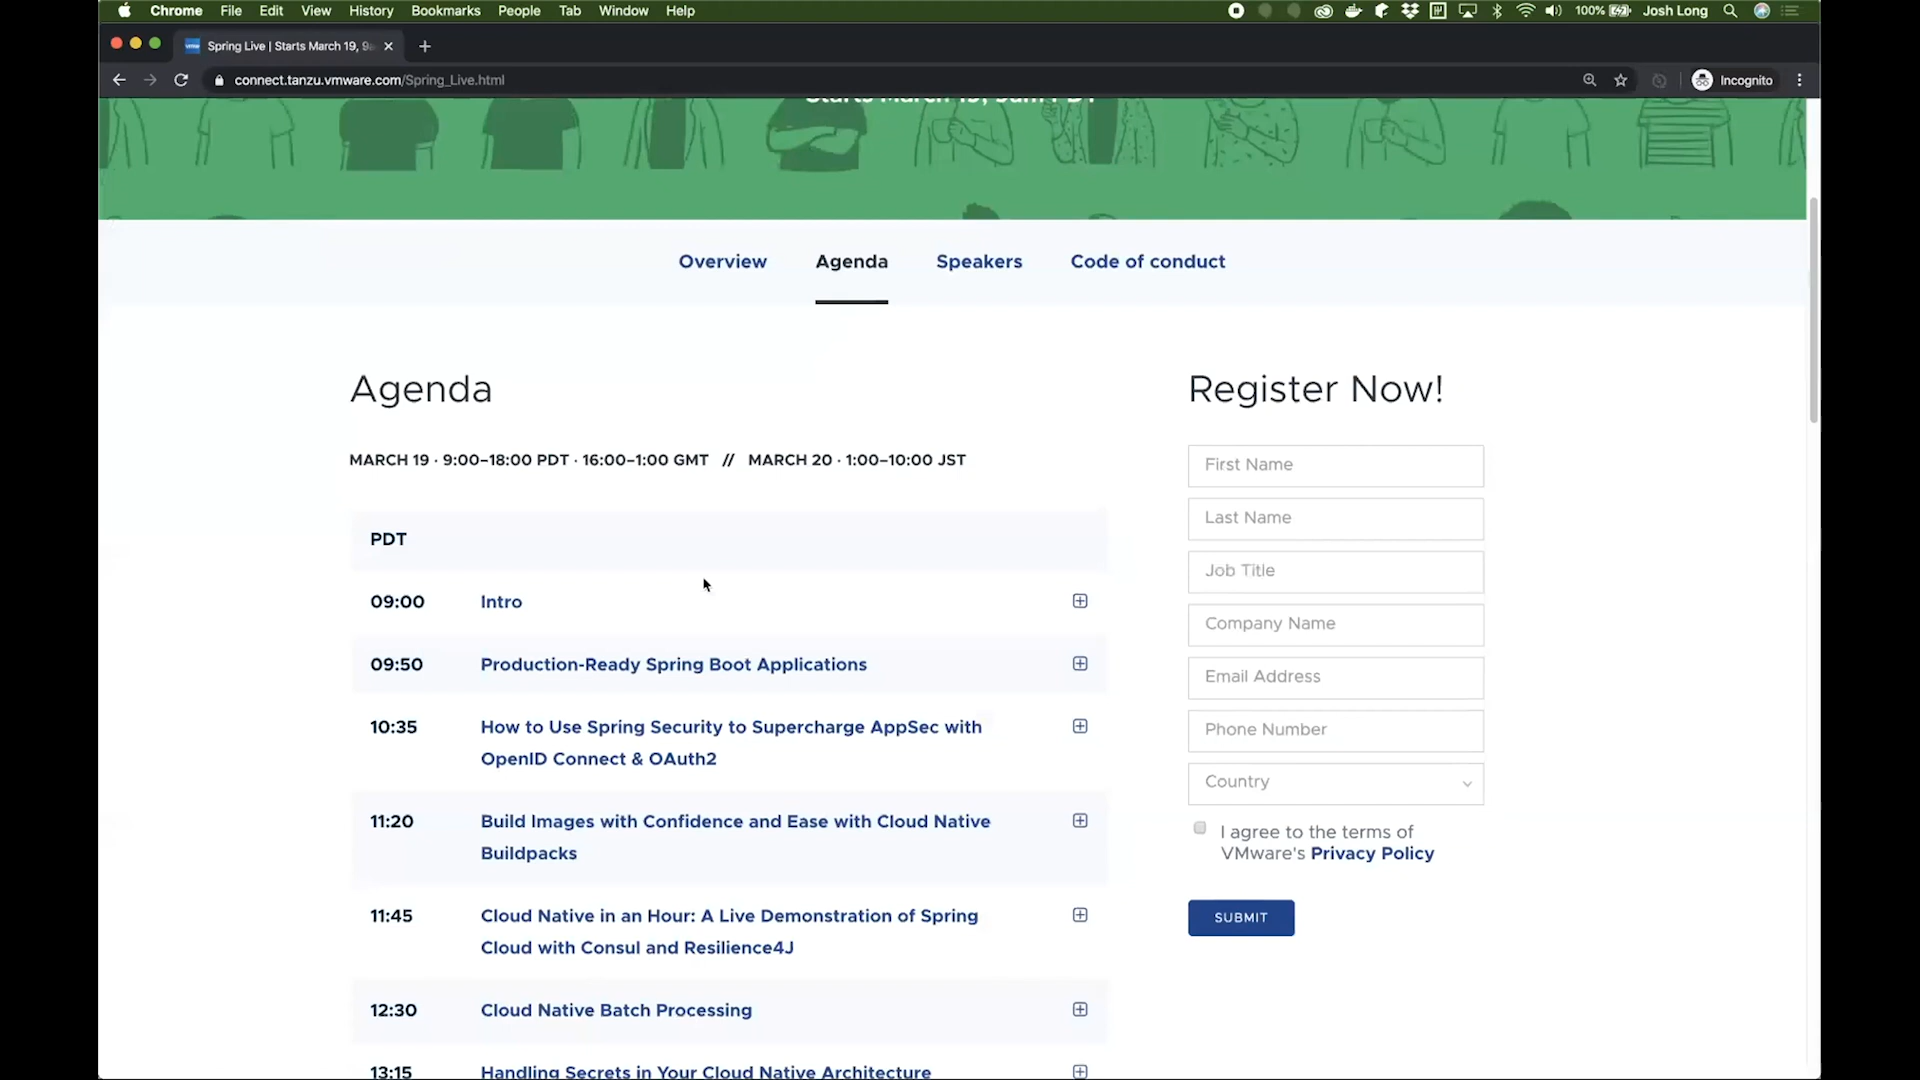 Chrome File Edit View History Bookmarks People Tab Window Help 100% Josh Long
Spring Live | Starts March 19, 9a
connect.tanzu.vmware.com/Spring_Live.html Incognito
Starts March 19, 9am PDT
Overview Agenda Speakers Code of conduct
Agenda
MARCH 19 · 9:00–18:00 PDT · 16:00–1:00 GMT // MARCH 20 · 1:00–10:00 JST
PDT
09:00 Intro
09:50 Production-Ready Spring Boot Applications
10:35 How to Use Spring Security to Supercharge AppSec with
OpenID Connect & OAuth2
11:20 Build Images with Confidence and Ease with Cloud Native
Buildpacks
11:45 Cloud Native in an Hour: A Live Demonstration of Spring
Cloud with Consul and Resilience4J
12:30 Cloud Native Batch Processing
13:15 Handling Secrets in Your Cloud Native Architecture
Register Now!
First Name
Last Name
Job Title
Company Name
Email Address
Phone Number
Country
I agree to the terms of
VMware's Privacy Policy
SUBMIT